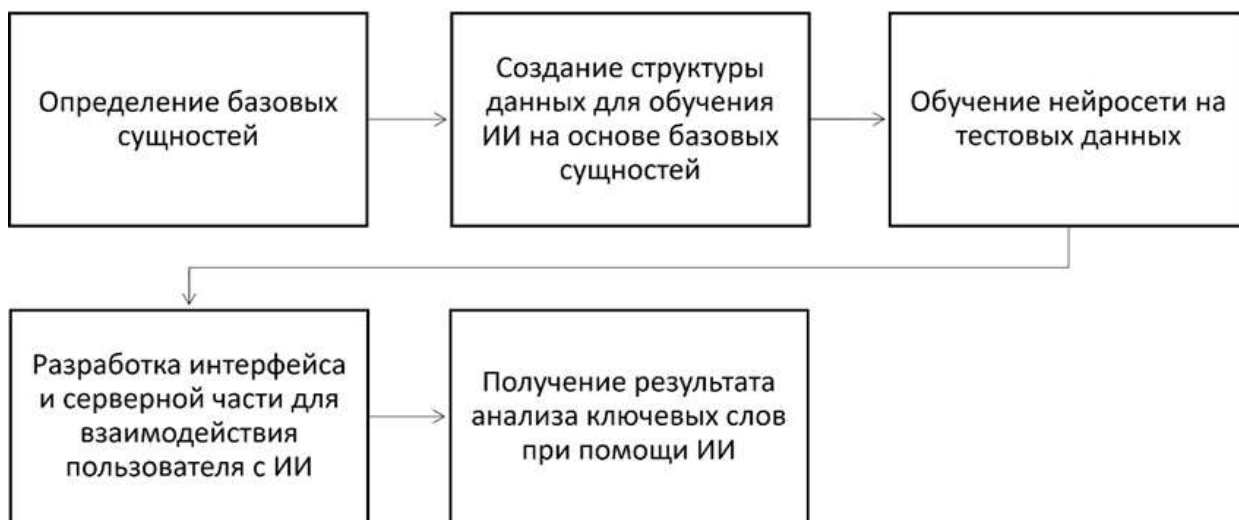 Определение базовых
сущностей
Создание структуры
данных для обучения
ИИ на основе базовых
сущностей
Обучение нейросети на
тестовых данных
Разработка интерфейса
и серверной части для
взаимодействия
пользователя с ИИ
Получение результата
анализа ключевых слов
при помощи ИИ